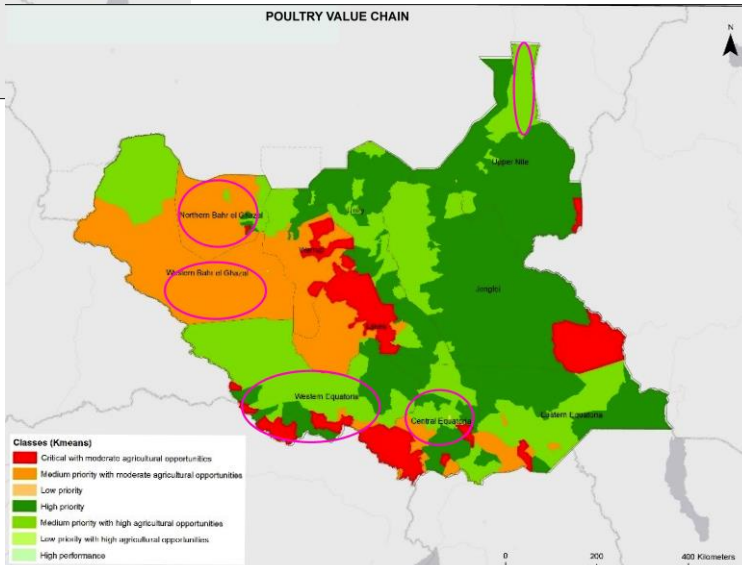 POULTRY VALUE CHAIN
N
Upper Nile
Northern Bahr el Ghazal
Western Bahr el Ghazal
Jonglei
Western Equatoria
Central Equatoria
Eastern Equatoria
Classes (Kmeans)
Critical with moderato agricultural opportunities
Medium priority with moderate agricultural opportunities
Low priority
High priority
Medium priority with high agricultural opportunities
Low priority with high agricultural opportunities
High performance
0 200 400 Kilometers